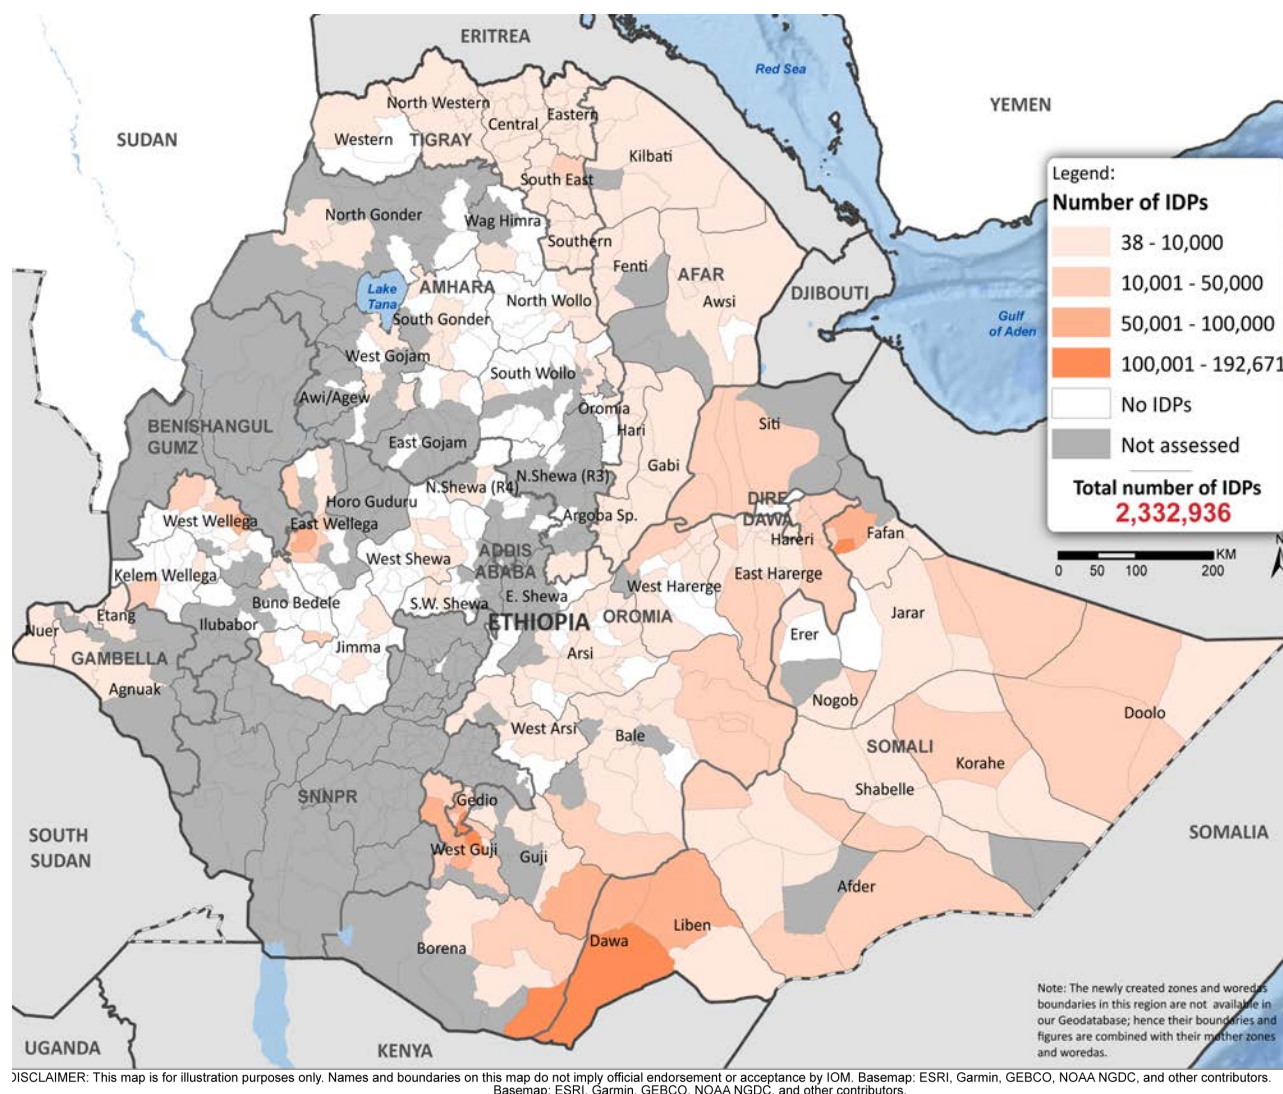 ERITREA
Red Sea
YEMEN
SUDAN
North Western
Central
Eastern
Western
TIGRAY
Kilbati
South East
North Gonder
Wag Himra
Southern
Fenti
AFAR
Lake
Tana
AMHARA
North Wollo
Awsi
DJIBOUTI
South Gonder
Gulf
of Aden
West Gojam
South Wollo
Awi/Agew
Oromia
BENISHANGUL
GUMZ
East Gojam
Hari
Siti
Gabi
N.Shewa (R4)
N.Shewa (R3)
Horo Guduru
DIRE
DAWA
West Wellega
East Wellega
Argoba Sp.
Hareri
Fafan
ADDIS
ABABA
West Shewa
Kelem Wellega
West Harerge
East Harerge
Buno Bedele
S.W. Shewa
E. Shewa
Etang
Nuer
Ilubabor
ETHIOPIA
OROMIA
Jarar
Erer
Jimma
Arsi
GAMBELLA
Agnuak
Nogob
Doolo
West Arsi
Bale
SOMALI
Korahe
Shabelle
SNNPR
Gedio
SOUTH
SUDAN
West Guji
Guji
SOMALIA
Afder
Liben
Dawa
Borena
UGANDA
KENYA
Legend:
Number of IDPs
38 - 10,000
10,001 - 50,000
50,001 - 100,000
100,001 - 192,671
No IDPs
Not assessed
Total number of IDPs
2,332,936
N
KM
0 50 100 200
Note: The newly created zones and woredas
boundaries in this region are not available in
our Geodatabase; hence their boundaries and
figures are combined with their mother zones
and woredas.
DISCLAIMER: This map is for illustration purposes only. Names and boundaries on this map do not imply official endorsement or acceptance by IOM. Basemap: ESRI, Garmin, GEBCO, NOAA NGDC, and other contributors.
Basemap: ESRI, Garmin, GEBCO, NOAA NGDC, and other contributors.